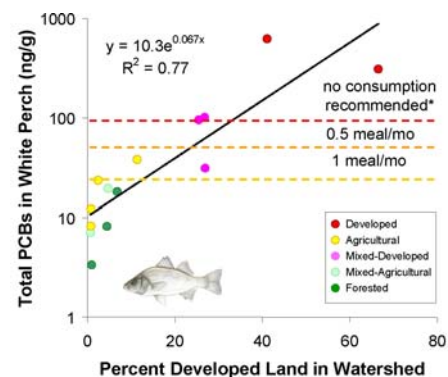 1000
100
10
1
y = 10.3e^0.067x
R² = 0.77
no consumption
recommended*
0.5 meal/mo
1 meal/mo
Developed
Agricultural
Mixed-Developed
Mixed-Agricultural
Forested
0 20 40 60 80
Percent Developed Land in Watershed
Total PCBs in White Perch (ng/g)